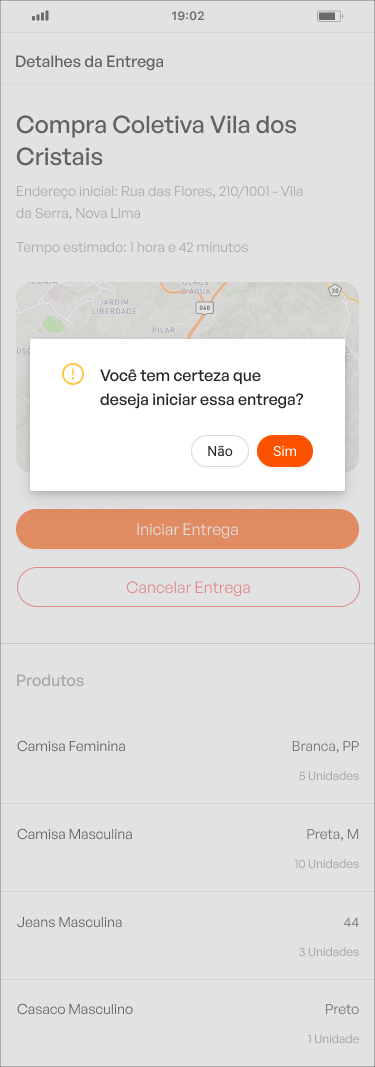 19:02
Detalhes da Entrega
Compra Coletiva Vila dos
Cristais
Endereço inicial: Rua das Flores, 210/1001 - Vila
da Serra, Nova Lima
Tempo estimado: 1 hora e 42 minutos
D'ÁGUA
30
JARDIM
LIBERDADE
040
PILAR
Você tem certeza que
deseja iniciar essa entrega?
Não
Sim
Iniciar Entrega
Cancelar Entrega
Produtos
Camisa Feminina
Branca, PP
5 Unidades
Camisa Masculina
Preta, M
10 Unidades
Jeans Masculina
44
3 Unidades
Casaco Masculino
Preto
1 Unidade